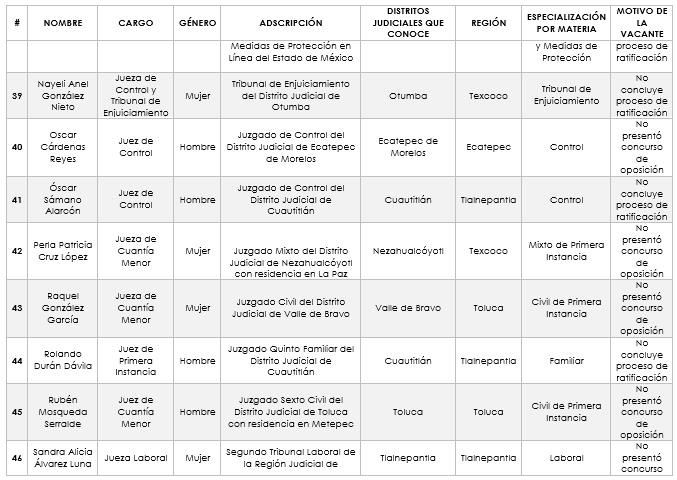 # NOMBRE CARGO GÉNERO ADSCRIPCIÓN DISTRITOS JUDICIALES QUE CONOCE REGIÓN ESPECIALIZACIÓN POR MATERIA MOTIVO DE LA VACANTE
Medidas de Protección en Línea del Estado de México y Medidas de Protección proceso de ratificación
39 Nayeli Anel González Nieto Jueza de Control y Tribunal de Enjuiciamiento Mujer Tribunal de Enjuiciamiento del Distrito Judicial de Otumba Otumba Texcoco Tribunal de Enjuiciamiento No concluye proceso de ratificación
40 Oscar Cárdenas Reyes Juez de Control Hombre Juzgado de Control del Distrito Judicial de Ecatepec de Morelos Ecatepec de Morelos Ecatepec Control No presentó concurso de oposición
41 Óscar Sámano Alarcón Juez de Control Hombre Juzgado de Control del Distrito Judicial de Cuautitlán Cuautitlán Tlalnepantla Control No concluye proceso de ratificación
42 Perla Patricia Cruz López Jueza de Cuantía Menor Mujer Juzgado Mixto del Distrito Judicial de Nezahualcóyotl con residencia en La Paz Nezahualcóyotl Texcoco Mixto de Primera Instancia No presentó concurso de oposición
43 Raquel González García Jueza de Cuantía Menor Mujer Juzgado Civil del Distrito Judicial de Valle de Bravo Valle de Bravo Toluca Civil de Primera Instancia No presentó concurso de oposición
44 Rolando Durán Dávila Juez de Primera Instancia Hombre Juzgado Quinto Familiar del Distrito Judicial de Cuautitlán Cuautitlán Tlalnepantla Familiar No concluye proceso de ratificación
45 Rubén Mosqueda Serralde Juez de Cuantía Menor Hombre Juzgado Sexto Civil del Distrito Judicial de Toluca con residencia en Metepec Toluca Toluca Civil de Primera Instancia No presentó concurso de oposición
46 Sandra Alicia Álvarez Luna Jueza Laboral Mujer Segundo Tribunal Laboral de la Región Judicial de Tlalnepantla Tlalnepantla Laboral No presentó concurso